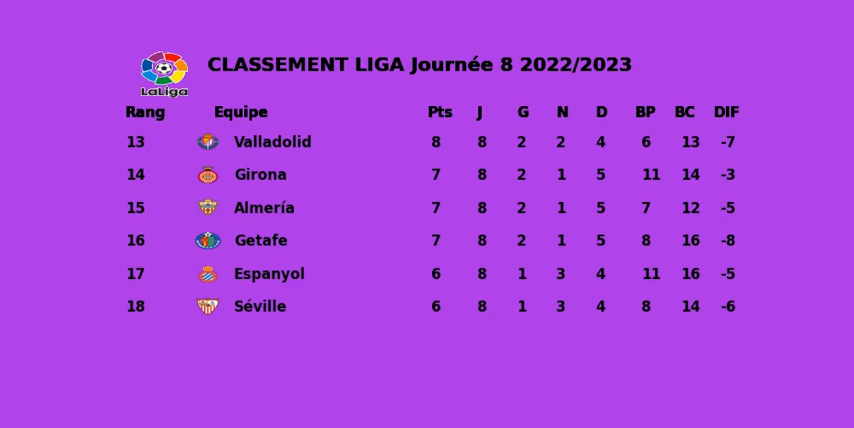 CLASSEMENT LIGA Journée 8 2022/2023
LaLiga
Rang Equipe Pts J G N D BP BC DIF
13 Valladolid 8 8 2 2 4 6 13 -7
14 Girona 7 8 2 1 5 11 14 -3
15 Almería 7 8 2 1 5 7 12 -5
16 Getafe 7 8 2 1 5 8 16 -8
17 Espanyol 6 8 1 3 4 11 16 -5
18 Séville 6 8 1 3 4 8 14 -6